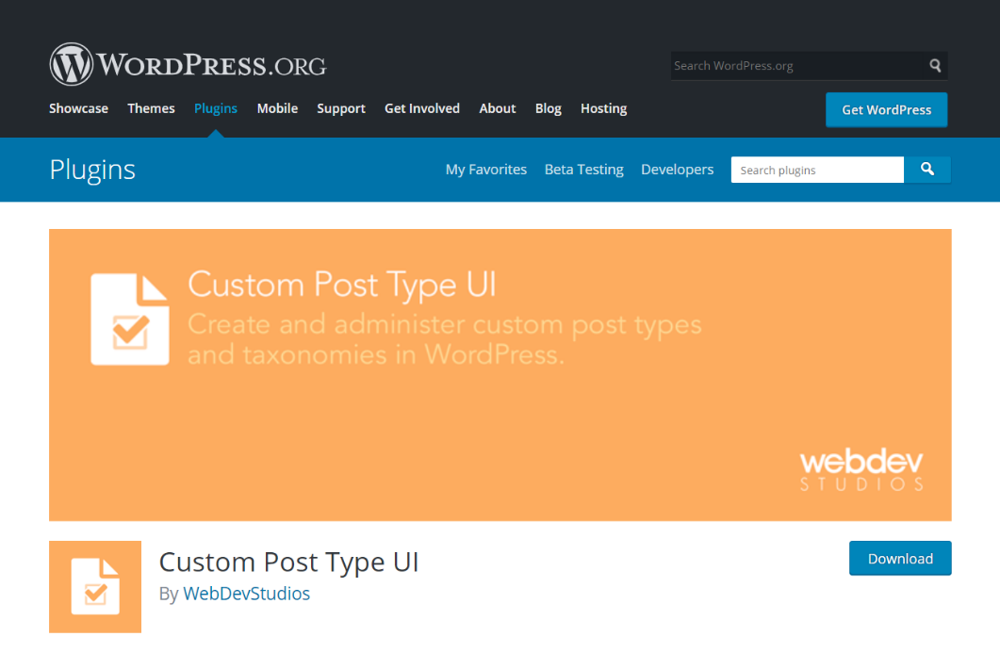 WORDPRESS.ORG
Search WordPress.org
Showcase Themes Plugins Mobile Support Get Involved About Blog Hosting
Get WordPress
Plugins
My Favorites Beta Testing Developers
Search plugins
Custom Post Type UI
Create and administer custom post types
and taxonomies in WordPress.
webdev
STUDIOS
Custom Post Type UI
Download
By WebDevStudios